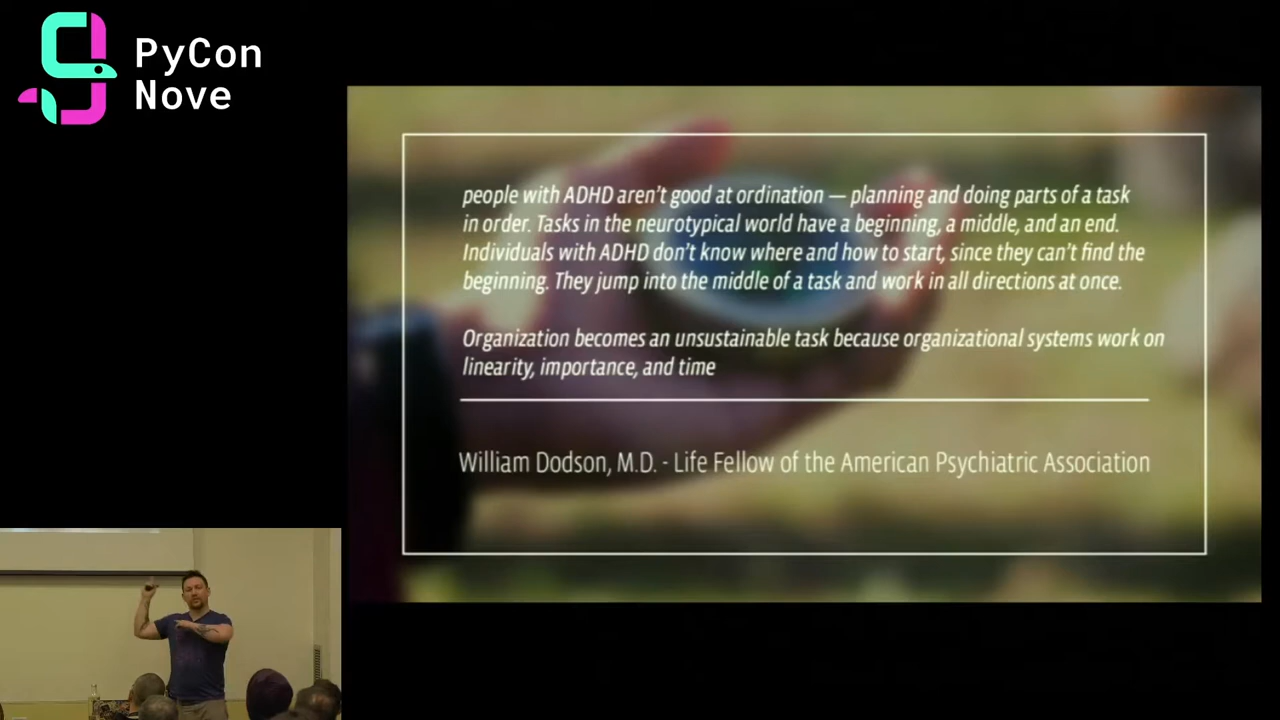 PyCon
Nove
people with ADHD aren't good at ordination — planning and doing parts of a task
in order. Tasks in the neurotypical world have a beginning, a middle, and an end.
Individuals with ADHD don't know where and how to start, since they can't find the
beginning. They jump into the middle of a task and work in all directions at once.
Organization becomes an unsustainable task because organizational systems work on
linearity, importance, and time
William Dodson, M.D. - Life Fellow of the American Psychiatric Association